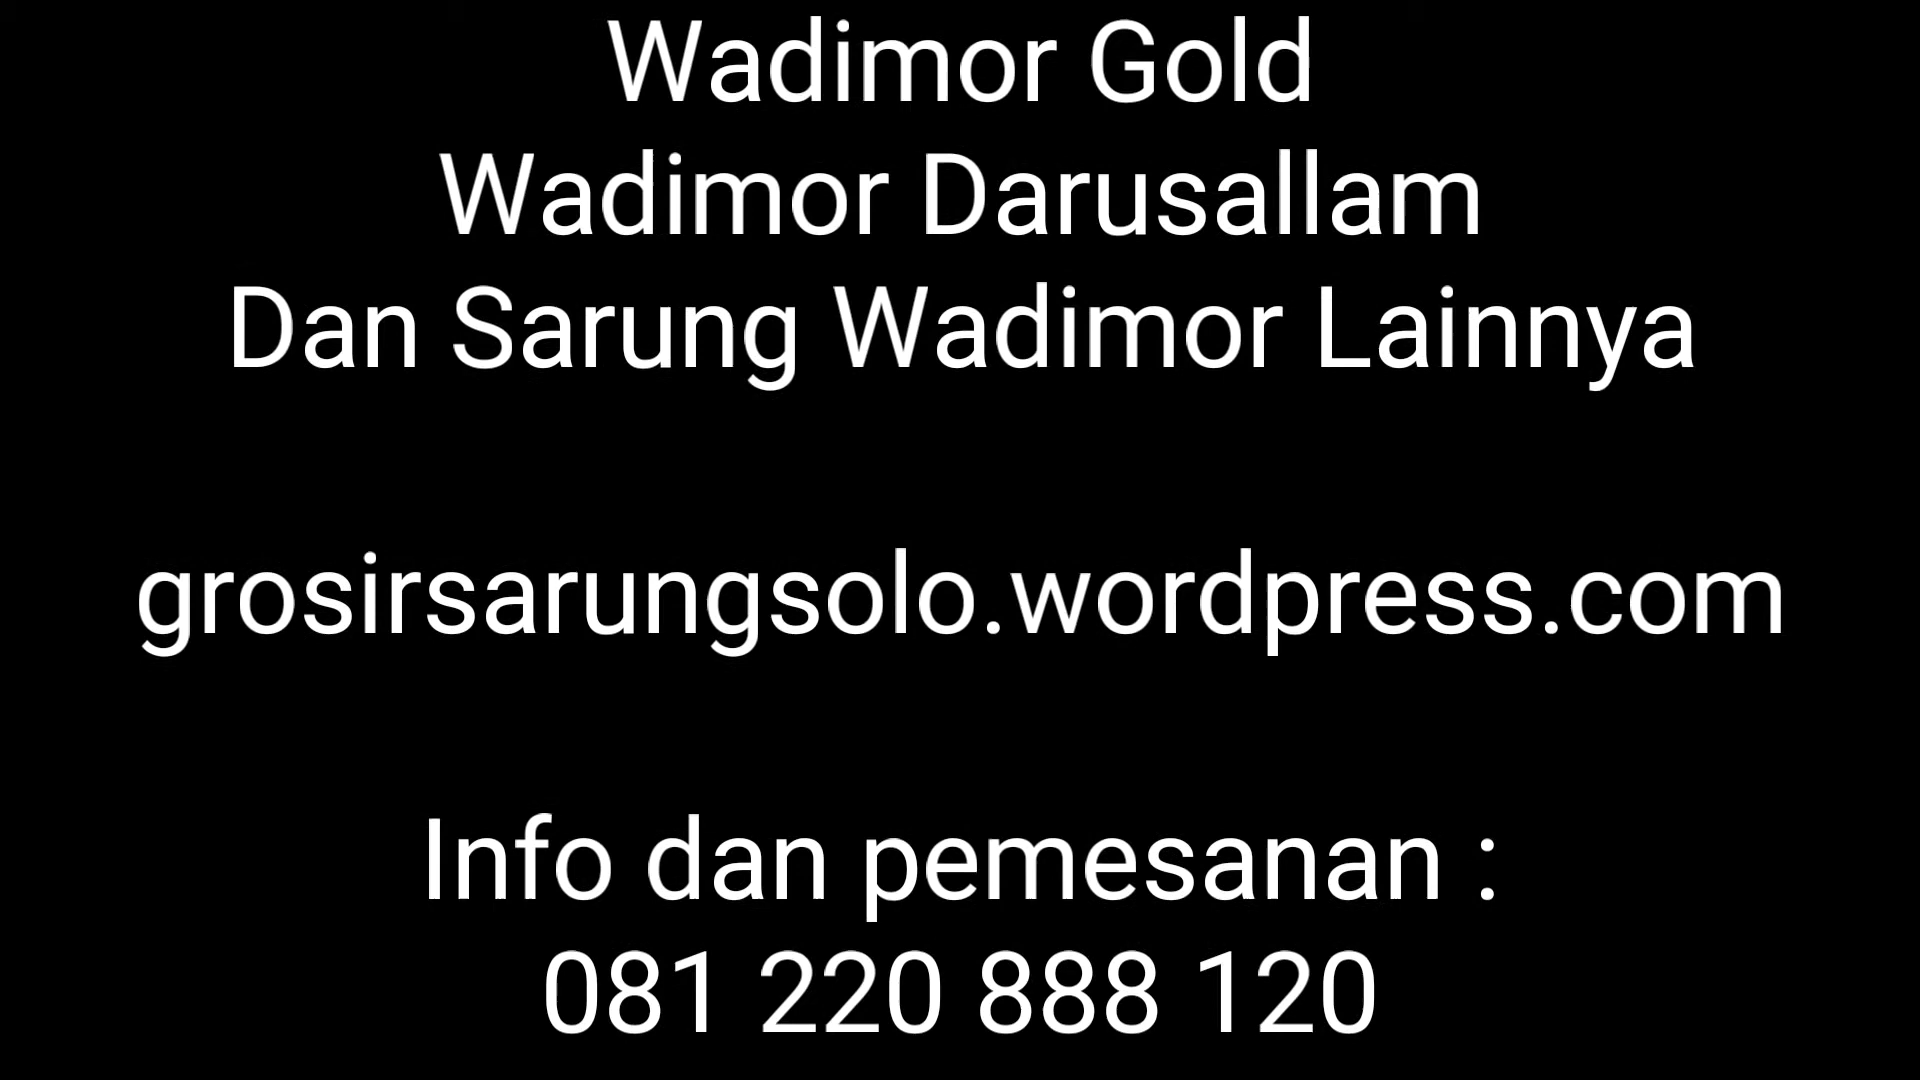 Wadimor Gold
Wadimor Darusallam
Dan Sarung Wadimor Lainnya
grosirsarungsolo.wordpress.com
Info dan pemesanan :
081 220 888 120